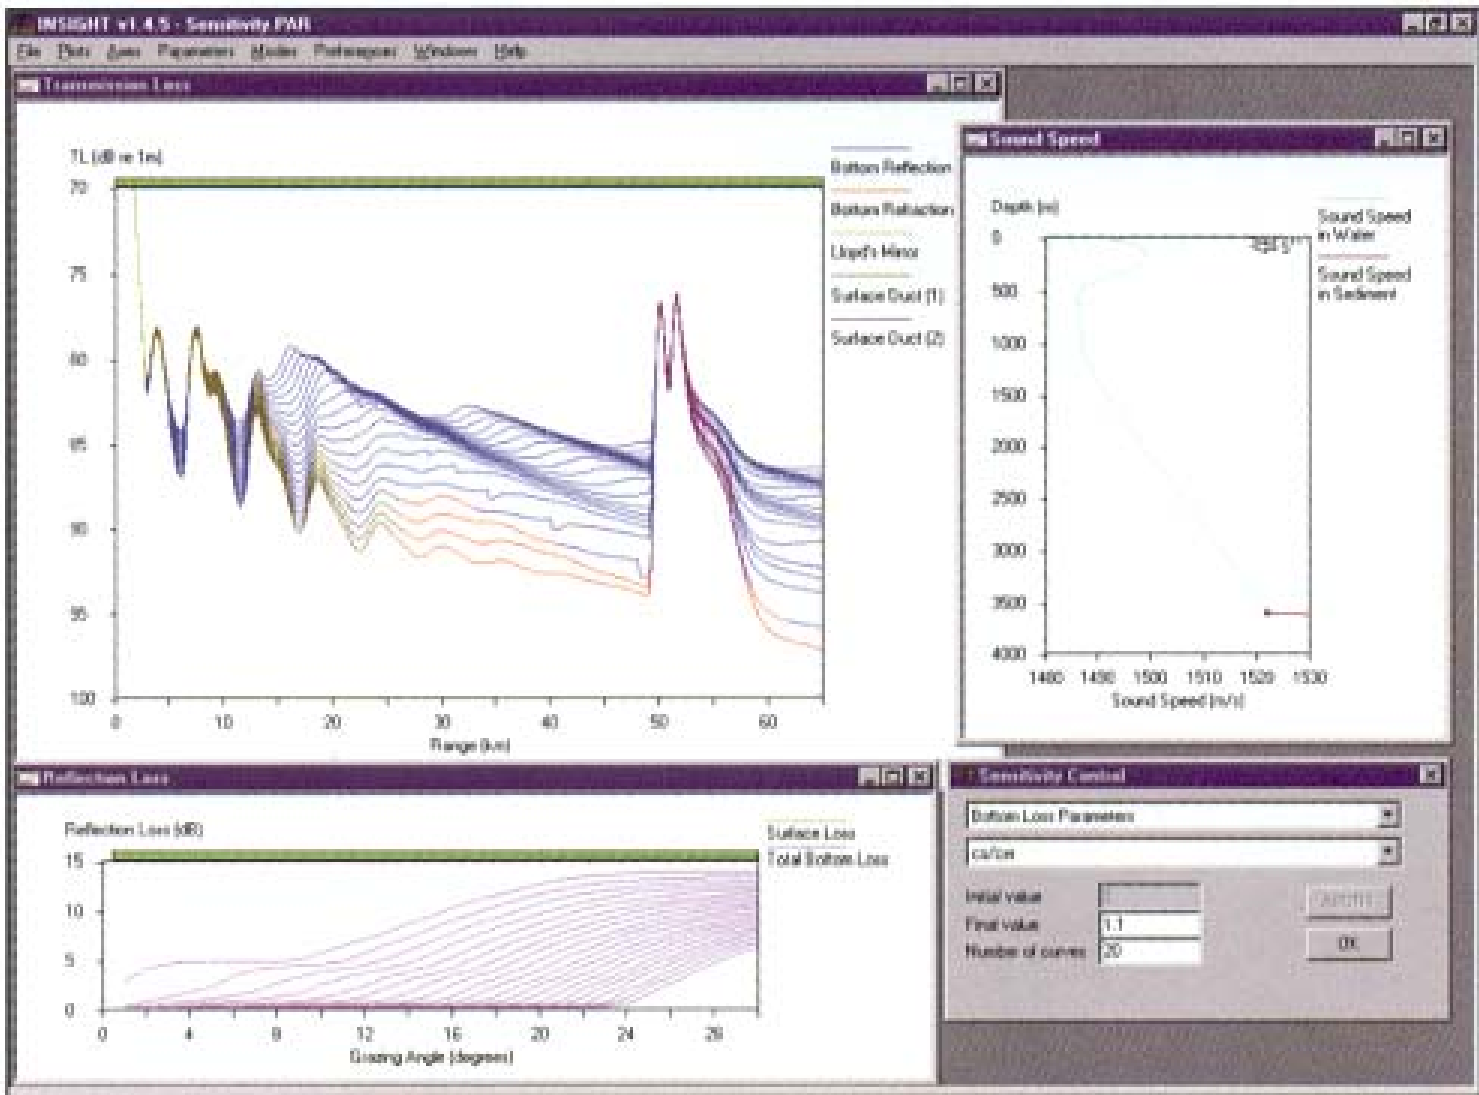 INSIGHT v1.4.5 - Sensitivity.PAR
File Plots Axes Parameters Modes Preferences Windows Help
Transmission Loss
TL (dB re 1m)
70
75
80
85
90
95
100
0 10 20 30 40 50 60
Range (km)
Bottom Reflection
Bottom Refraction
Lloyd's Mirror
Surface Duct (1)
Surface Duct (2)
Sound Speed
Depth (m)
0
500
1000
1500
2000
2500
3000
3500
4000
1480 1490 1500 1510 1520 1530
Sound Speed (m/s)
Sound Speed
in Water
Sound Speed
in Sediment
Reflection Loss
Reflection Loss (dB)
15
10
5
0
0 4 8 12 16 20 24 28
Grazing Angle (degrees)
Surface Loss
Total Bottom Loss
Sensitivity Control
Bottom Loss Parameters
Initial value
Final value 1.1
Number of curves 20
OK